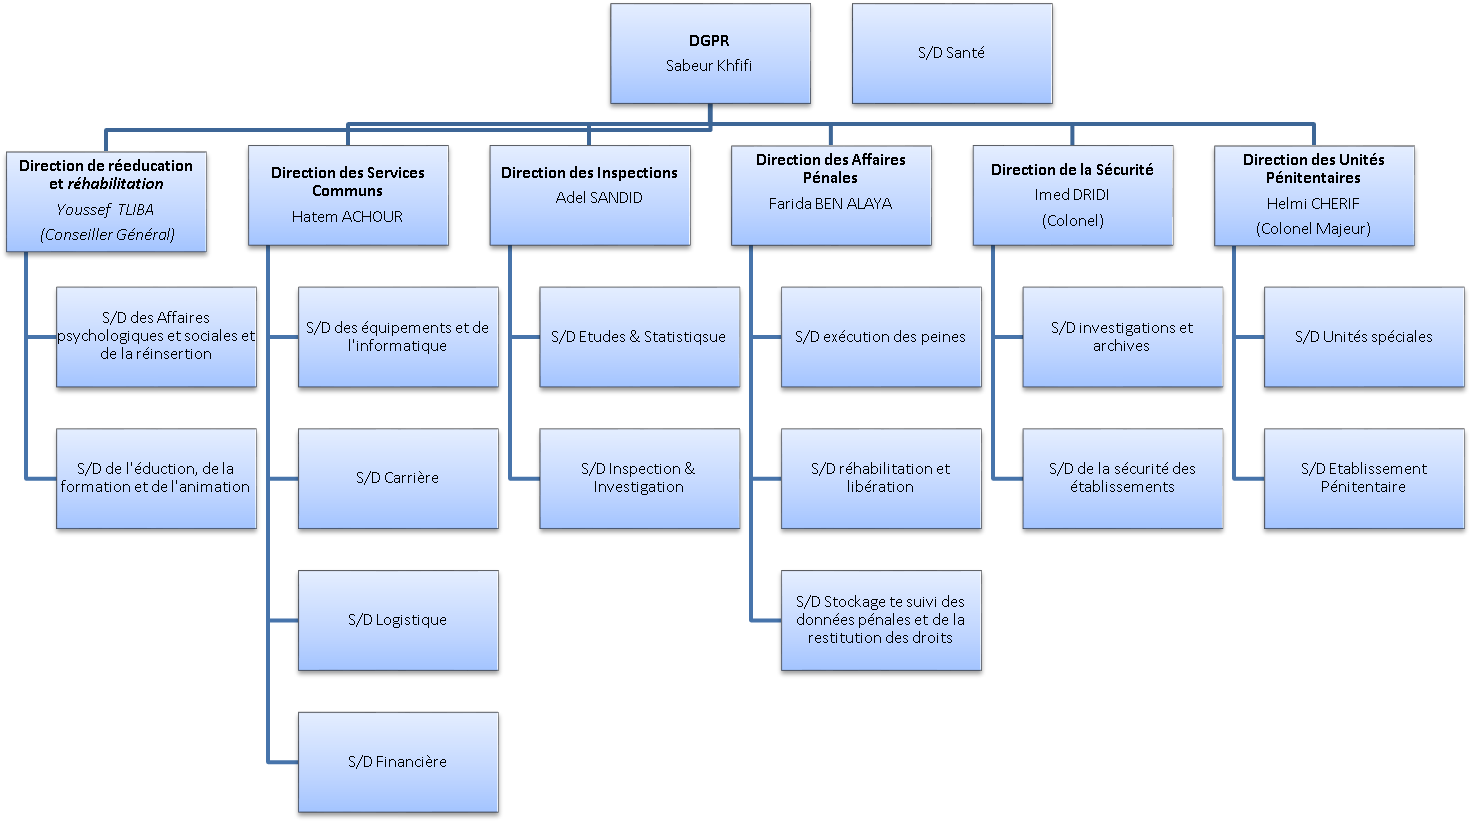 DGPR
Sabeur Khfifi
S/D Santé
Direction de rééducation
et réhabilitation
Youssef TLIBA
(Conseiller Général)
Direction des Services
Communs
Hatem ACHOUR
Direction des Inspections
Adel SANDID
Direction des Affaires
Pénales
Farida BEN ALAYA
Direction de la Sécurité
Imed DRIDI
(Colonel)
Direction des Unités
Pénitentaires
Helmi CHERIF
(Colonel Majeur)
S/D des Affaires
psychologiques et sociales et
de la réinsertion
S/D des équipements et de
l'informatique
S/D Etudes & Statistiqsue
S/D exécution des peines
S/D investigations et
archives
S/D Unités spéciales
S/D de l'éduction, de la
formation et de l'animation
S/D Carrière
S/D Inspection &
Investigation
S/D réhabilitation et
libération
S/D de la sécurité des
établissements
S/D Etablissement
Pénitentaire
S/D Logistique
S/D Stockage te suivi des
données pénales et de la
restitution des droits
S/D Financière